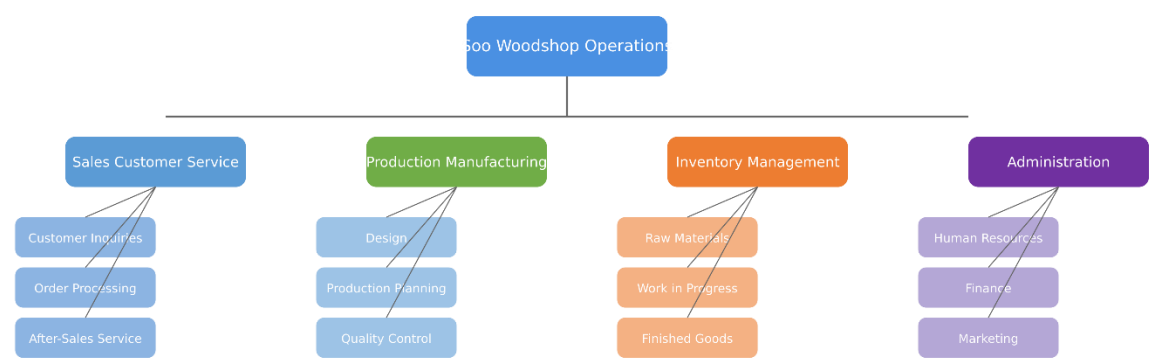 Soo Woodshop Operations
Sales Customer Service
Production Manufacturing
Inventory Management
Administration
Customer Inquiries
Design
Raw Materials
Human Resources
Order Processing
Production Planning
Work in Progress
Finance
After-Sales Service
Quality Control
Finished Goods
Marketing